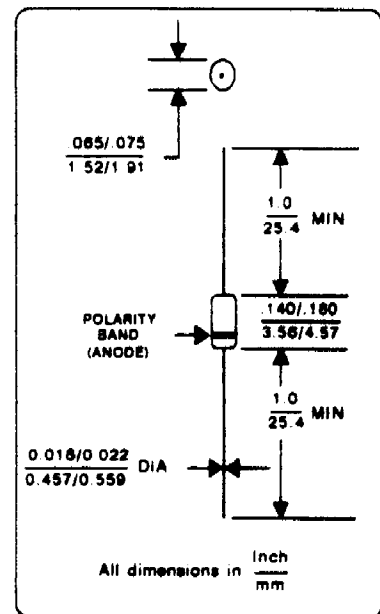 .065/.075
1.52/1.91
1.0
25.4
MIN
POLARITY
BAND
(ANODE)
.140/.180
3.56/4.57
1.0
25.4
MIN
0.018/0.022
0.457/0.559
DIA
All dimensions in Inch
mm